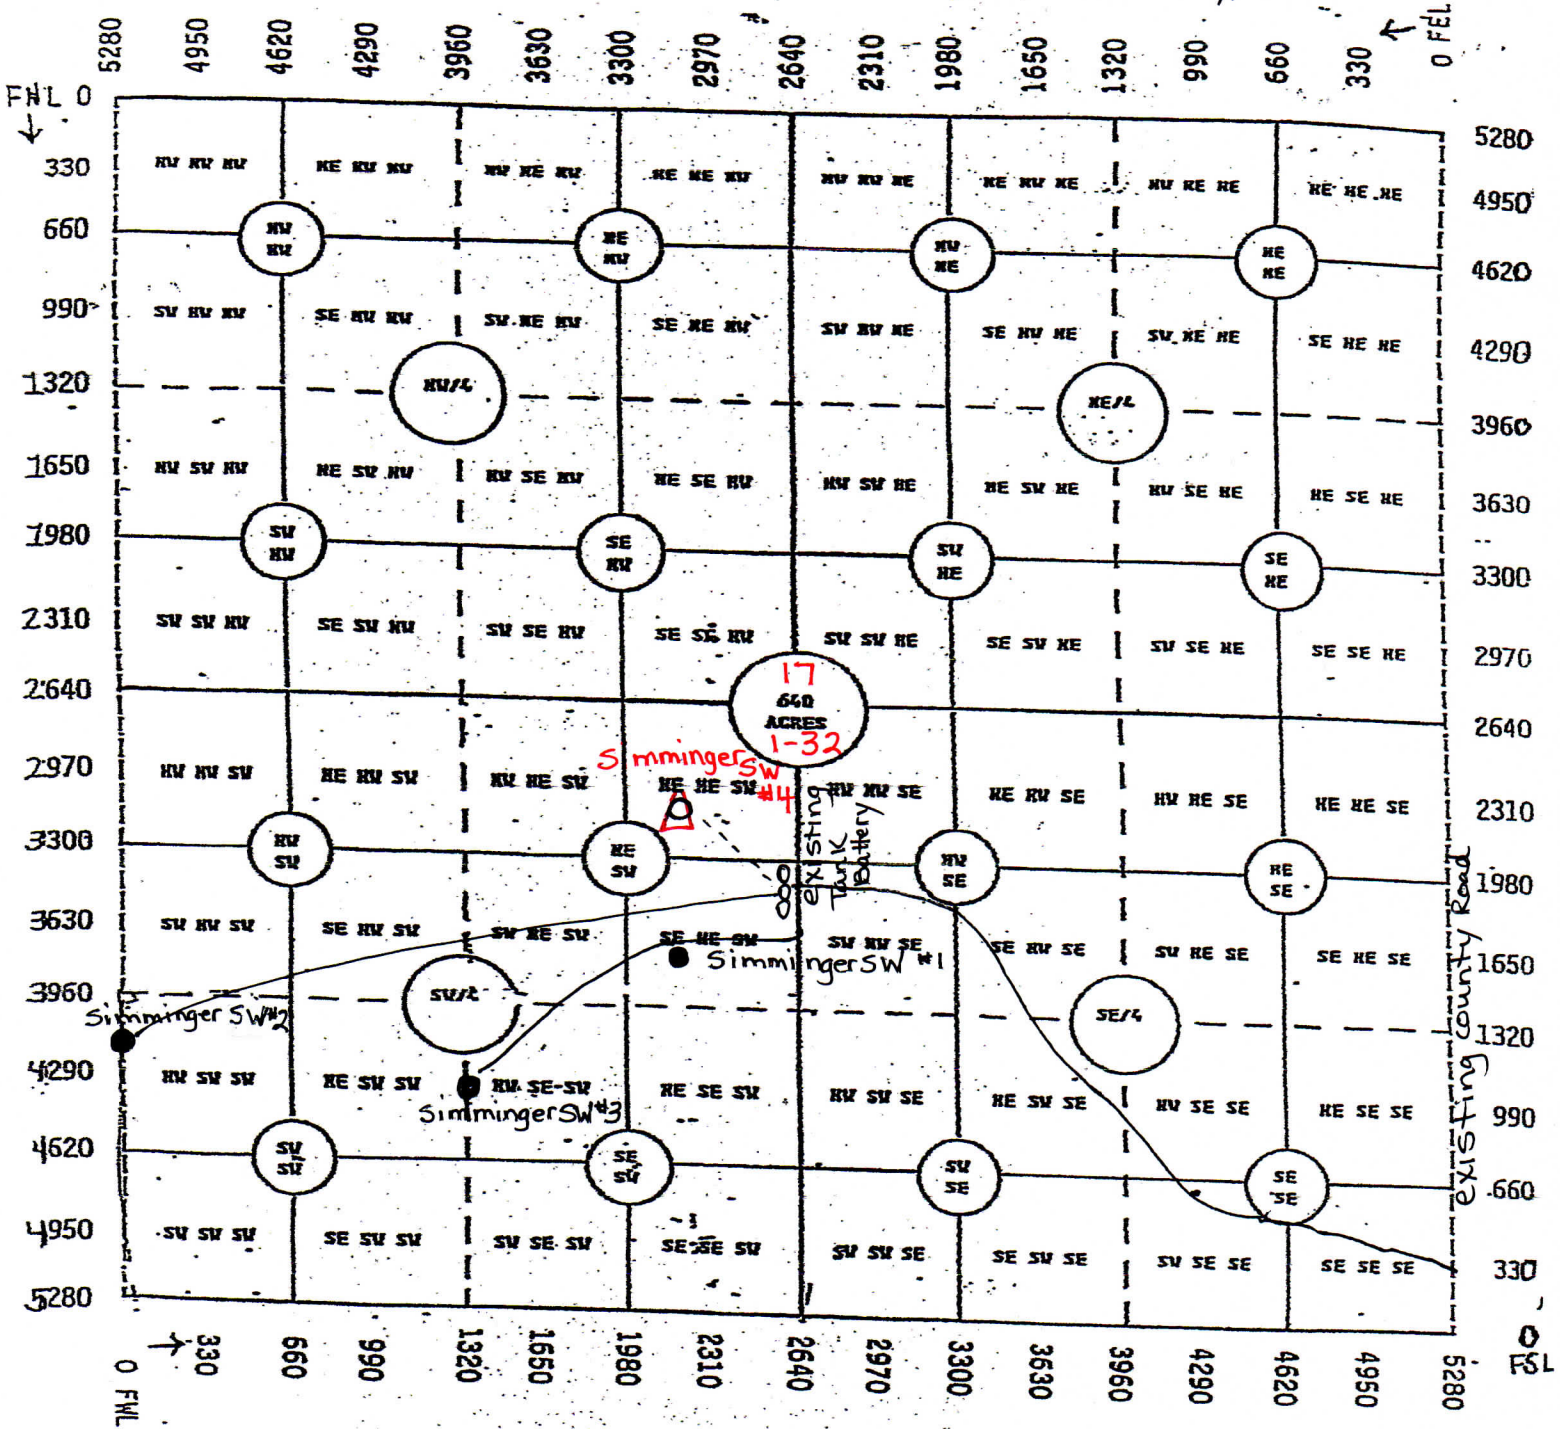 5280 4950 4620 4290 3960 3630 3300 2970 2640 2310 1980 1650 1320 990 660 330 0 FEL
FNL 0
5280
330 NW NW NW NE NW NW NW NE NW NE NE NW NW NW NE NE NW NE NW NE NE NE NE NE 4950
660 NW NW NE NW NW NE NE NE 4620
990 SW NW NW SE NW NW SW NE NW SE NE NW SW NW NE SE NW NE SW NE NE SE NE NE 4290
1320 NW/4 NE/4 3960
1650 NW SW NW NE SW NW NW SE NW NE SE NW NW SW NE NE SW NE NW SE NE NE SE NE 3630
1980 SW NW SE NW SW NE SE NE 3300
2310 SW SW NW SE SW NW SW SE NW SE SE NW SW SW NE SE SW NE SW SE NE SE SE NE 2970
2640 17 640 ACRES 1-32 2640
Simminger SW #4
2970 NW NW SW NE NW SW NW NE SW NE NE SW NW NW SE NE NW SE NW NE SE NE NE SE 2310
existing Tank Battery
3300 NW SW NE SW NW SE NE SE 1980
existing county Road
3630 SW NW SW SE NW SW SW NE SW SE NE SW SW NW SE SE NW SE SW NE SE SE NE SE 1650
Simminger SW #1
3960 SW/4 SE/4 1320
Simminger SW#2
4290 NW SW SW NE SW SW NW SE SW NE SE SW NW SW SE NE SW SE NW SE SE NE SE SE 990
Simminger SW#3
4620 SW SW SE SW SW SE SE SE 660
4950 SW SW SW SE SW SW SW SE SW SE SE SW SW SW SE SE SW SE SW SE SE SE SE SE 330
5280 0
FSL
0 FWL 330 660 990 1320 1650 1980 2310 2640 2970 3300 3630 3960 4290 4620 4950 5280